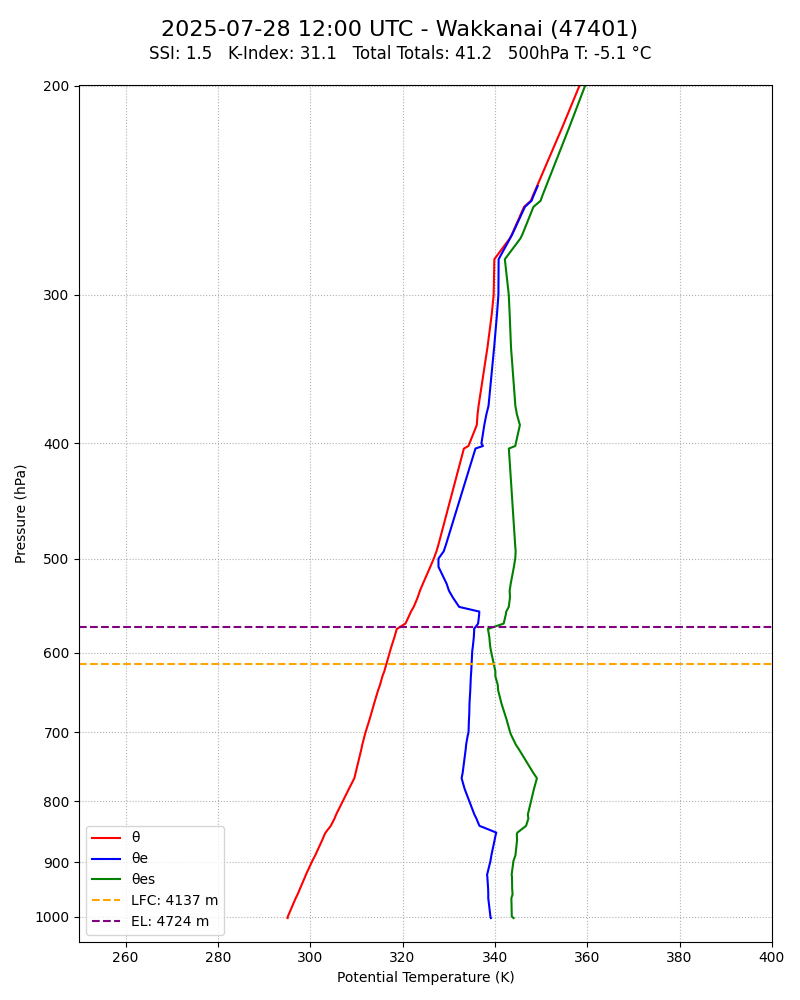 2025-07-28 12:00 UTC - Wakkanai (47401)
SSI: 1.5   K-Index: 31.1   Total Totals: 41.2   500hPa T: -5.1 °C
200
300
400
500
600
700
800
900
1000
Pressure (hPa)
θ
θe
θes
LFC: 4137 m
EL: 4724 m
260
280
300
320
340
360
380
400
Potential Temperature (K)